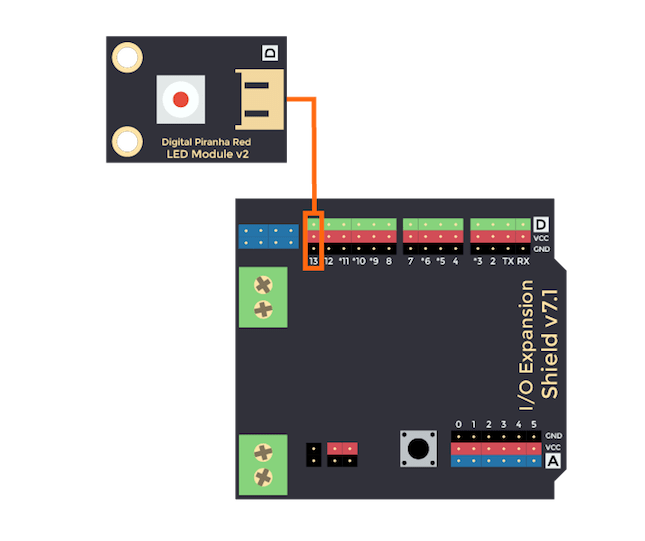 D
Digital Piranha Red
LED Module v2
D
VCC
GND
13 12 *11 *10 *9 8 7 *6 *5 4 *3 2 TX RX
I/O Expansion
Shield v7.1
0 1 2 3 4 5
GND
VCC
A